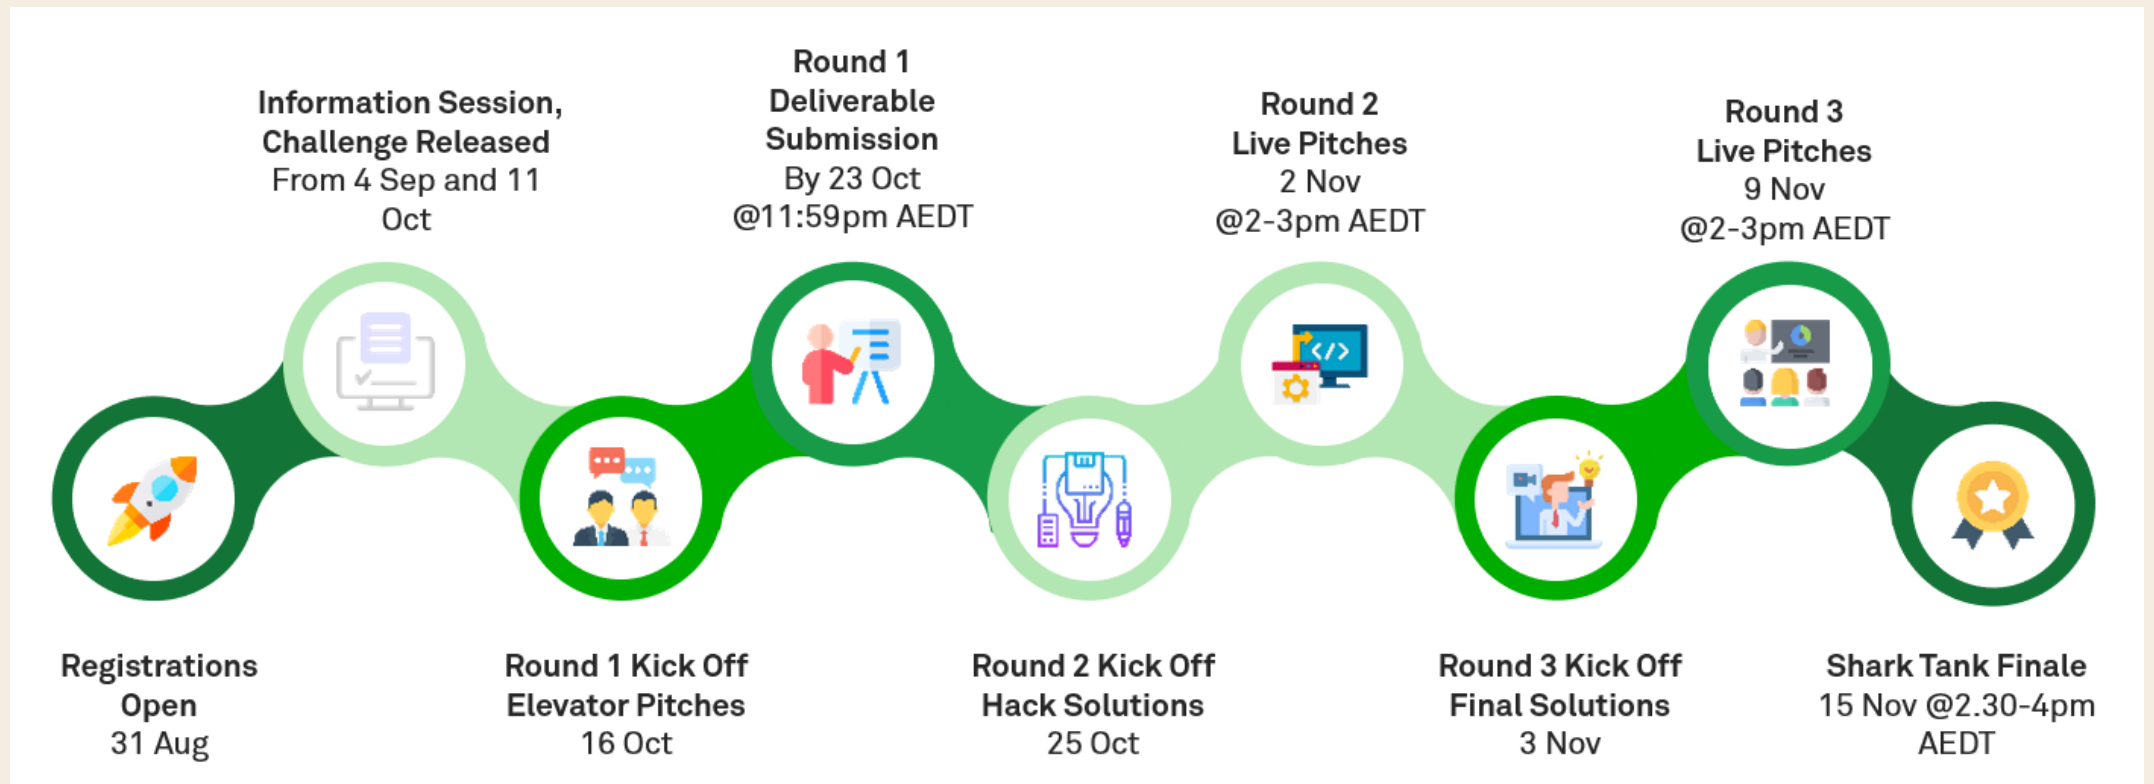 Registrations
Open
31 Aug
Information Session,
Challenge Released
From 4 Sep and 11
Oct
Round 1 Kick Off
Elevator Pitches
16 Oct
Round 1
Deliverable
Submission
By 23 Oct
@11:59pm AEDT
Round 2 Kick Off
Hack Solutions
25 Oct
Round 2
Live Pitches
2 Nov
@2-3pm AEDT
Round 3 Kick Off
Final Solutions
3 Nov
Round 3
Live Pitches
9 Nov
@2-3pm AEDT
Shark Tank Finale
15 Nov @2.30-4pm
AEDT